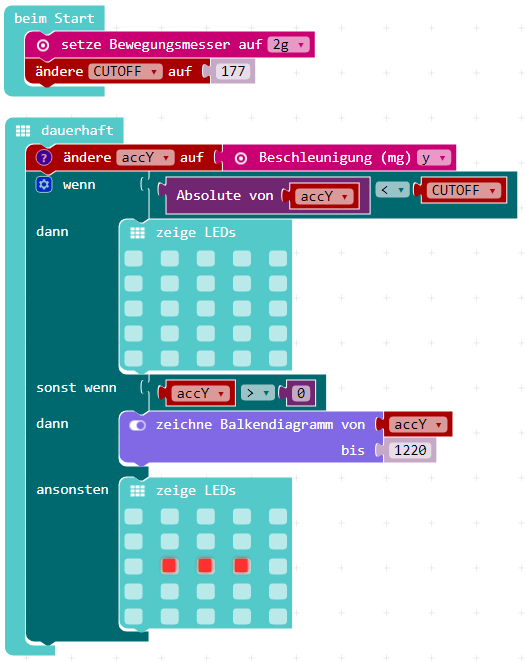 beim Start
setze Bewegungsmesser auf 2g
ändere CUTOFF auf 177
dauerhaft
? ändere accY auf Beschleunigung (mg) y
wenn Absolute von accY < CUTOFF
dann zeige LEDs
sonst wenn accY > 0
dann zeichne Balkendiagramm von accY
bis 1220
ansonsten zeige LEDs